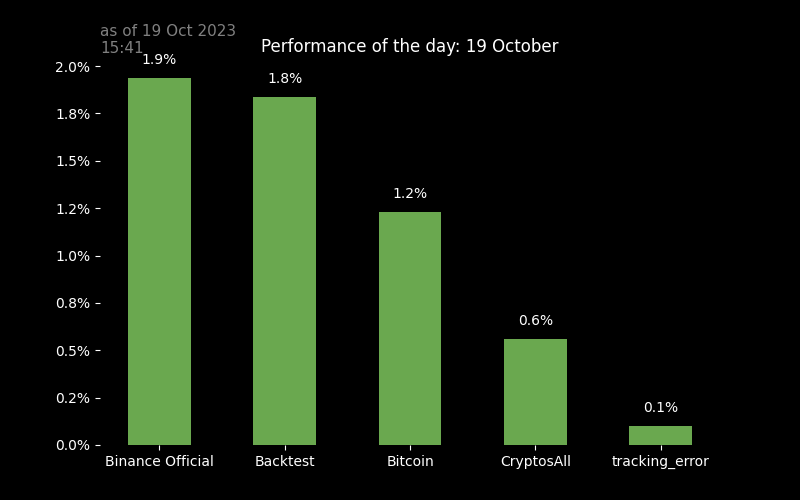 as of 19 Oct 2023
15:41
Performance of the day: 19 October
2.0%
1.8%
1.5%
1.2%
1.0%
0.8%
0.5%
0.2%
0.0%
1.9%
1.8%
1.2%
0.6%
0.1%
Binance Official
Backtest
Bitcoin
CryptosAll
tracking_error